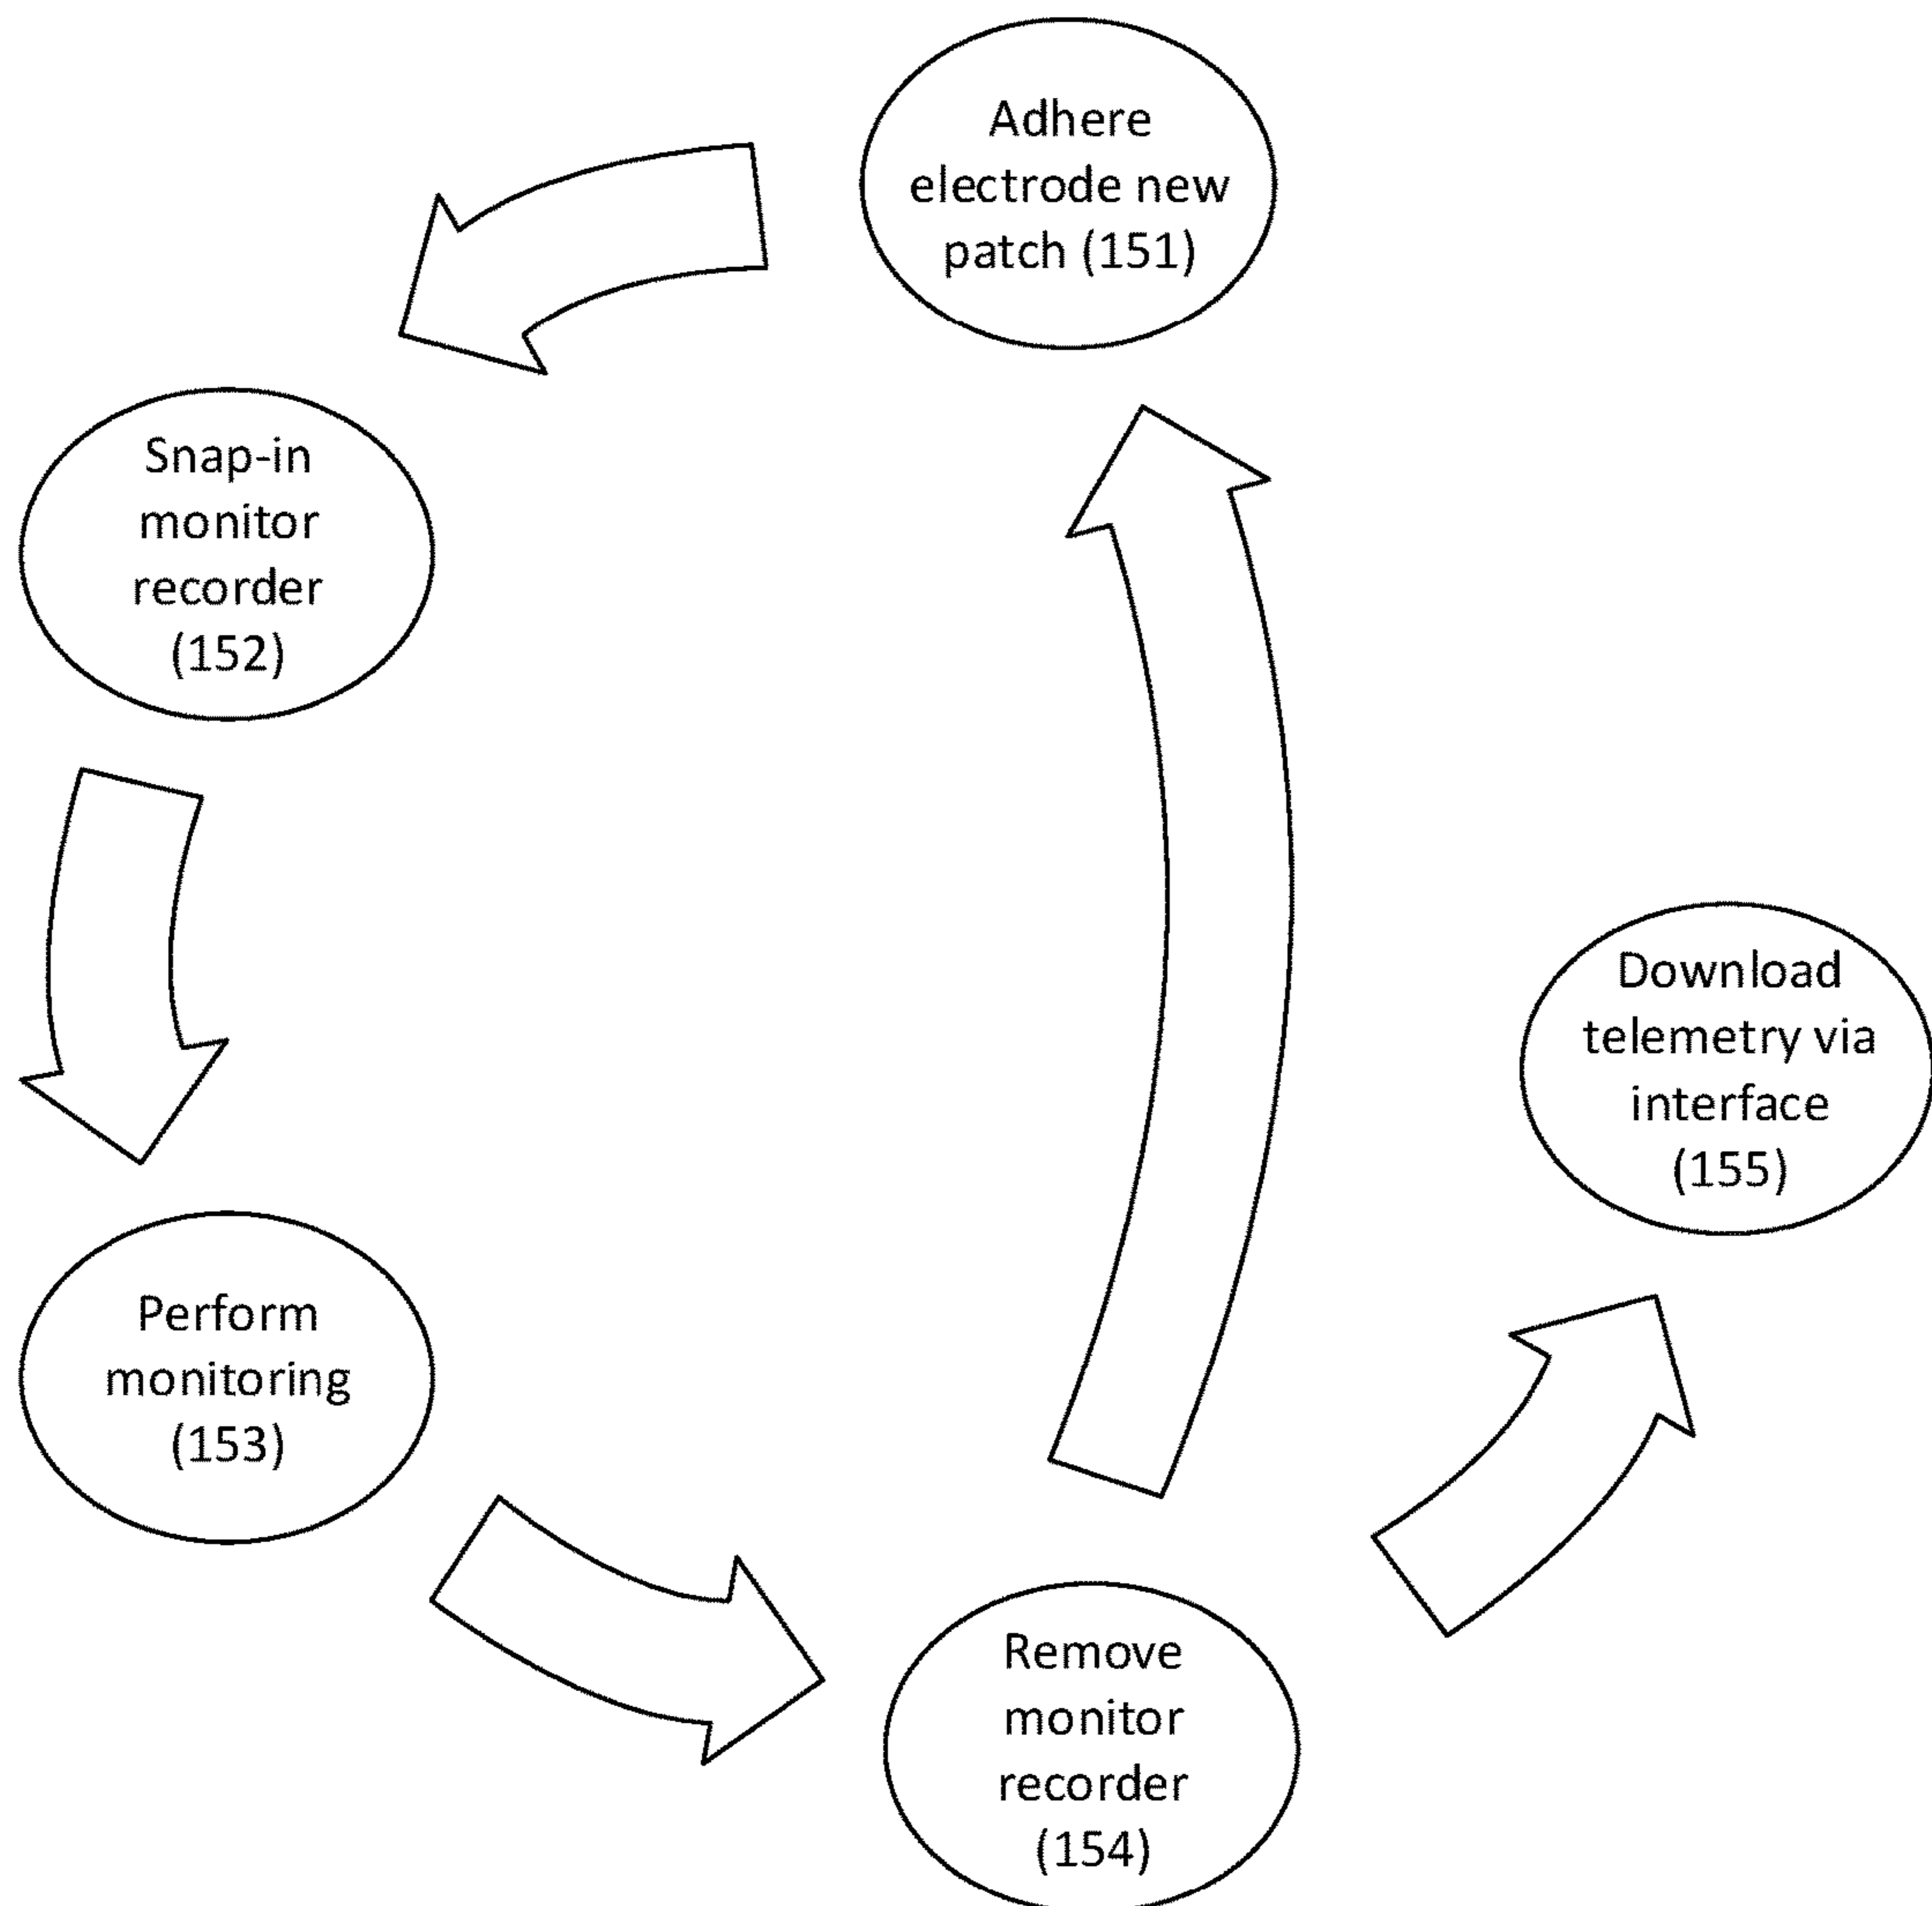 Adhere
electrode new
patch (151)
Snap-in
monitor
recorder
(152)
Perform
monitoring
(153)
Remove
monitor
recorder
(154)
Download
telemetry via
interface
(155)